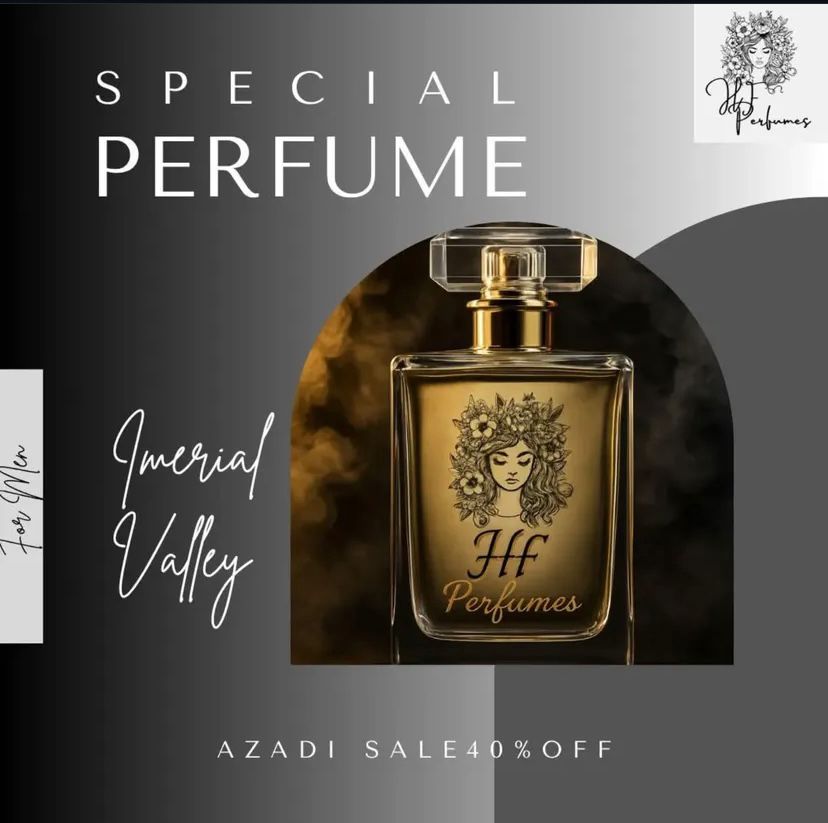 SPECIAL
PERFUME
HF
Perfumes
For Men
Imerial
Valley
HF
Perfumes
AZADI SALE40%OFF